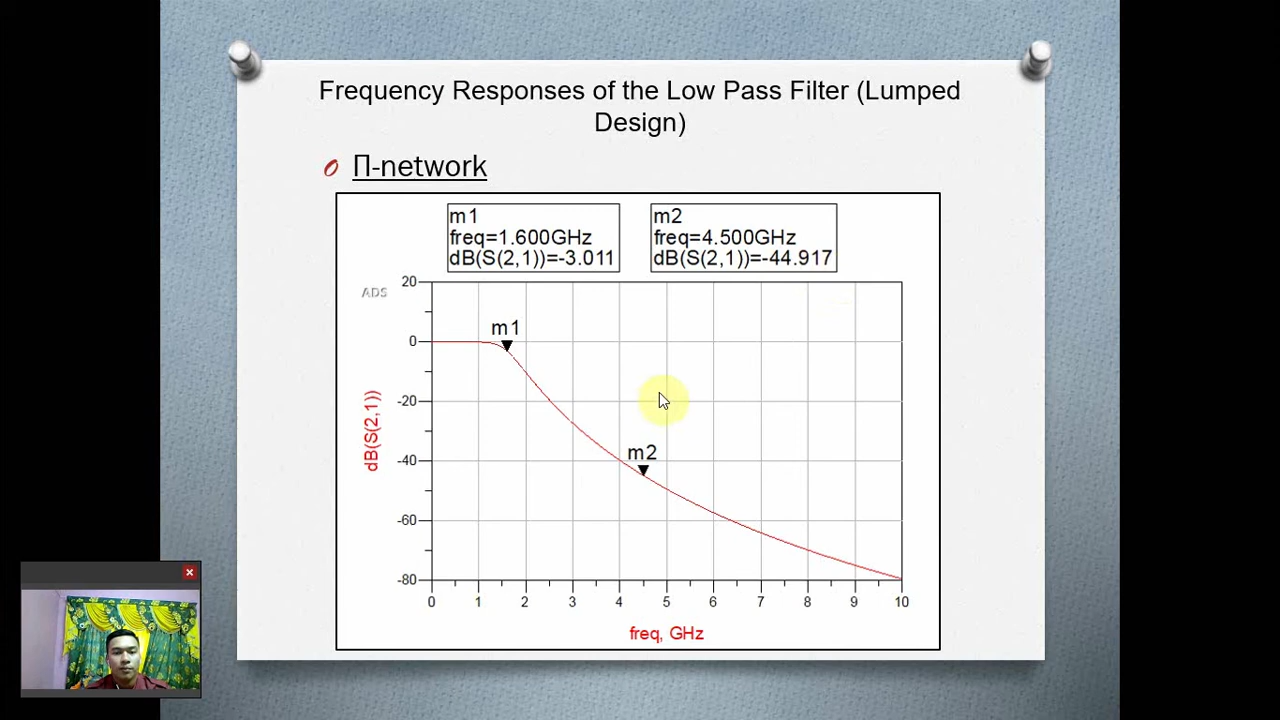 Frequency Responses of the Low Pass Filter (Lumped
Design)
Π-network
m1
freq=1.600GHz
dB(S(2,1))=-3.011
m2
freq=4.500GHz
dB(S(2,1))=-44.917
ADS
20
0
-20
-40
-60
-80
dB(S(2,1))
m1
m2
0 1 2 3 4 5 6 7 8 9 10
freq, GHz